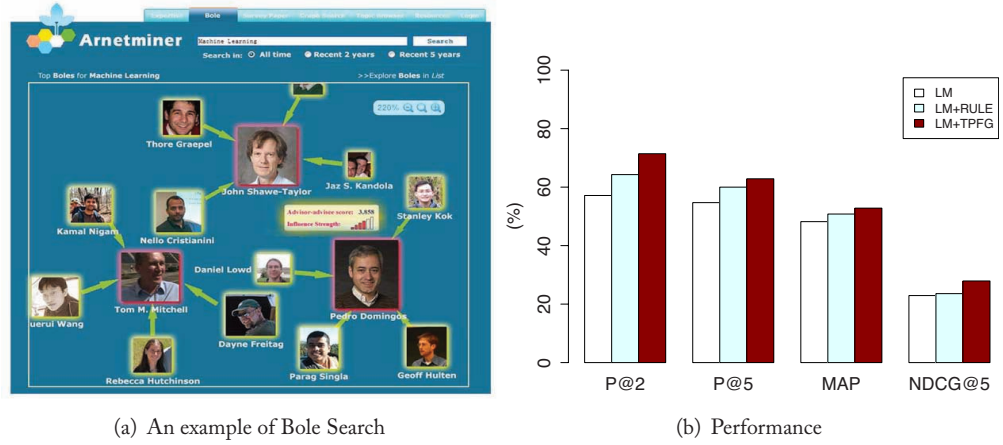 Bole
Arnetminer
Machine Learning
Search
Search in: All time Recent 2 years Recent 5 years
Top Boles for Machine Learning
>>Explore Boles in List
220%
Thore Graepel
John Shawe-Taylor
Jaz S. Kandola
Kamal Nigam
Nello Cristianini
Advisor-advisee score: 3.858
Influence Strength:
Stanley Kok
Daniel Lowd
uerui Wang
Tom M. Mitchell
Pedro Domingos
Dayne Freitag
Rebecca Hutchinson
Parag Singla
Geoff Hulten
(a) An example of Bole Search
100
80
60
40
20
0
(%)
LM
LM+RULE
LM+TPFG
P@2
P@5
MAP
NDCG@5
(b) Performance